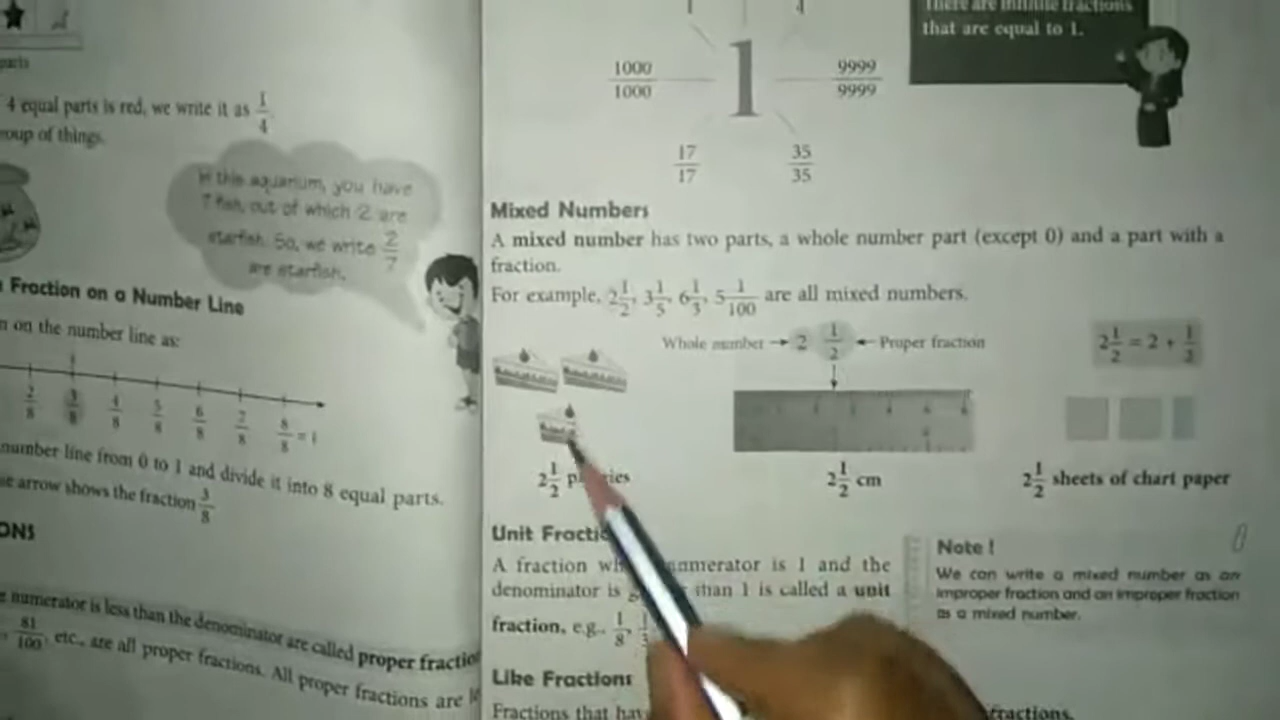 parts
4 equal parts is red, we write it as 1/4
group of things.
In this aquarium, you have
7 fish, out of which 2 are
starfish. So, we write 2/7
are starfish.
Fraction on a Number Line
on the number line as:
2/8 3/8 4/8 5/8 6/8 7/8 8/8 = 1
number line from 0 to 1 and divide it into 8 equal parts.
arrow shows the fraction 3/8
numerator is less than the denominator are called proper
81/100, etc., are all proper fractions. All proper fractions are
There are infinite fractions
that are equal to 1.
1000/1000 1 9999/9999
17/17 35/35
Mixed Numbers
A mixed number has two parts, a whole number part (except 0) and a part with a
fraction.
For example, 2 1/2, 3 1/5, 6 1/3, 5 1/100 are all mixed numbers.
Whole number → 2 1/2 ← Proper fraction
2 1/2 = 2 + 1/2
2 1/2
2 1/2 cm
2 1/2 sheets of chart paper
Unit
A fraction numerator is 1 and the
denominator is than 1 is called a unit
fraction, e.g., 1/8,
Note !
We can write a mixed number as an
improper fraction and an improper fraction
as a mixed number.
Like Fractions
Fractions that fractions.